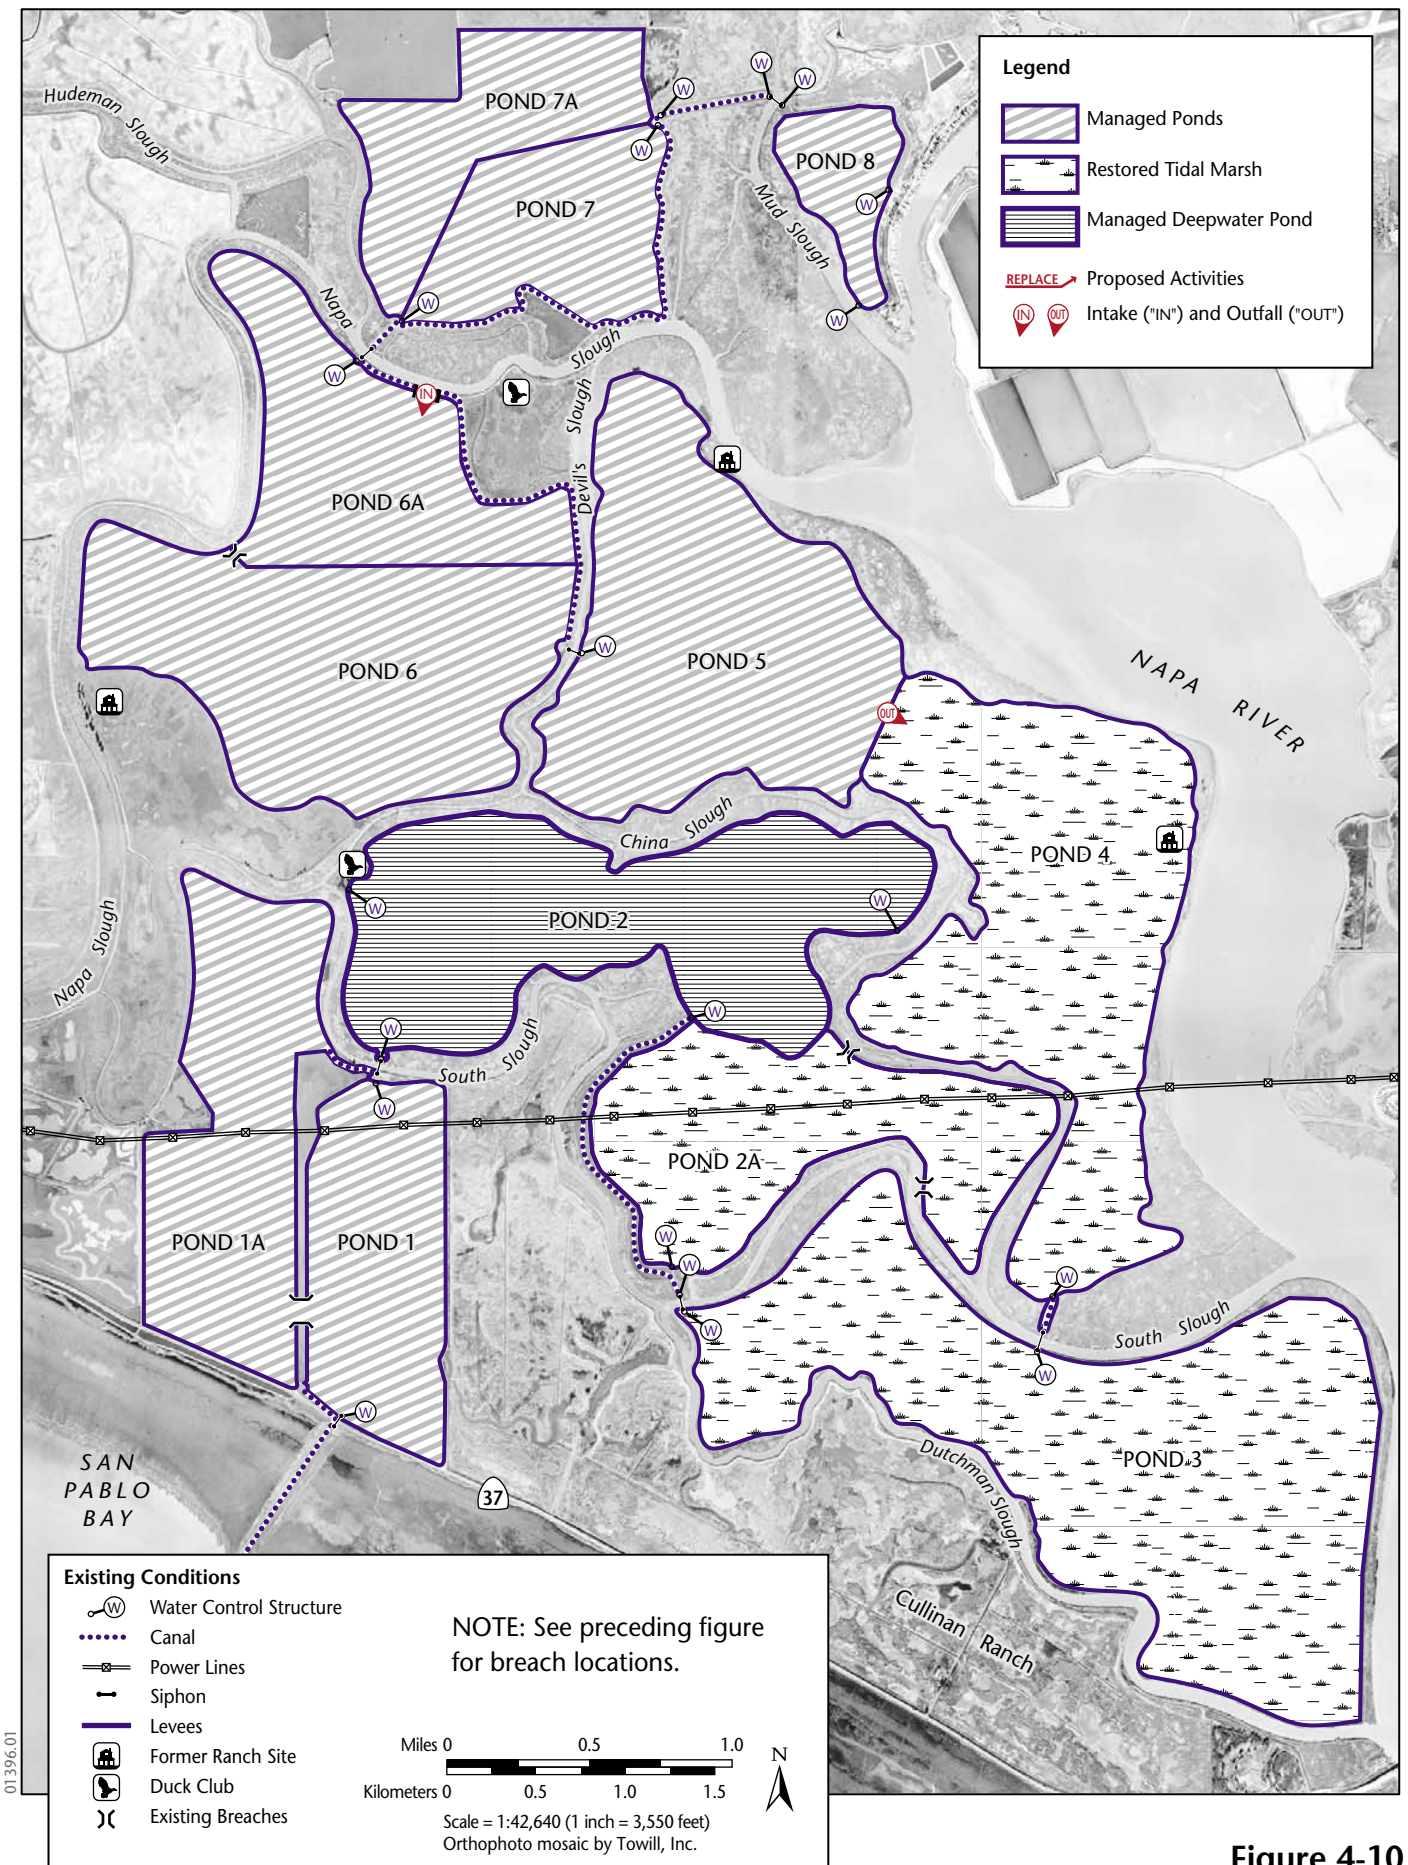 Hudeman Slough
POND 7A
W
W
W
W
Legend
Managed Ponds
Restored Tidal Marsh
Managed Deepwater Pond
REPLACE Proposed Activities
IN OUT Intake ("IN") and Outfall ("OUT")
POND 8
W
Mud Slough
POND 7
W
W
Napa
Slough
W
IN
Devil's Slough
POND 6A
POND 6
W
POND 5
NAPA RIVER
OUT
China Slough
POND 4
W
W
POND 2
Napa Slough
W
W
South Slough
W
POND 2A
POND 1A
POND 1
W
W
W
W
W
South Slough
W
SAN
PABLO
BAY
37
Dutchman Slough
POND 3
Cullinan Ranch
Existing Conditions
W Water Control Structure
Canal
Power Lines
Siphon
Levees
Former Ranch Site
Duck Club
Existing Breaches
NOTE: See preceding figure
for breach locations.
Miles 0 0.5 1.0
Kilometers 0 0.5 1.0 1.5
N
Scale = 1:42,640 (1 inch = 3,550 feet)
Orthophoto mosaic by Towill, Inc.
01396.01
Figure 4-10